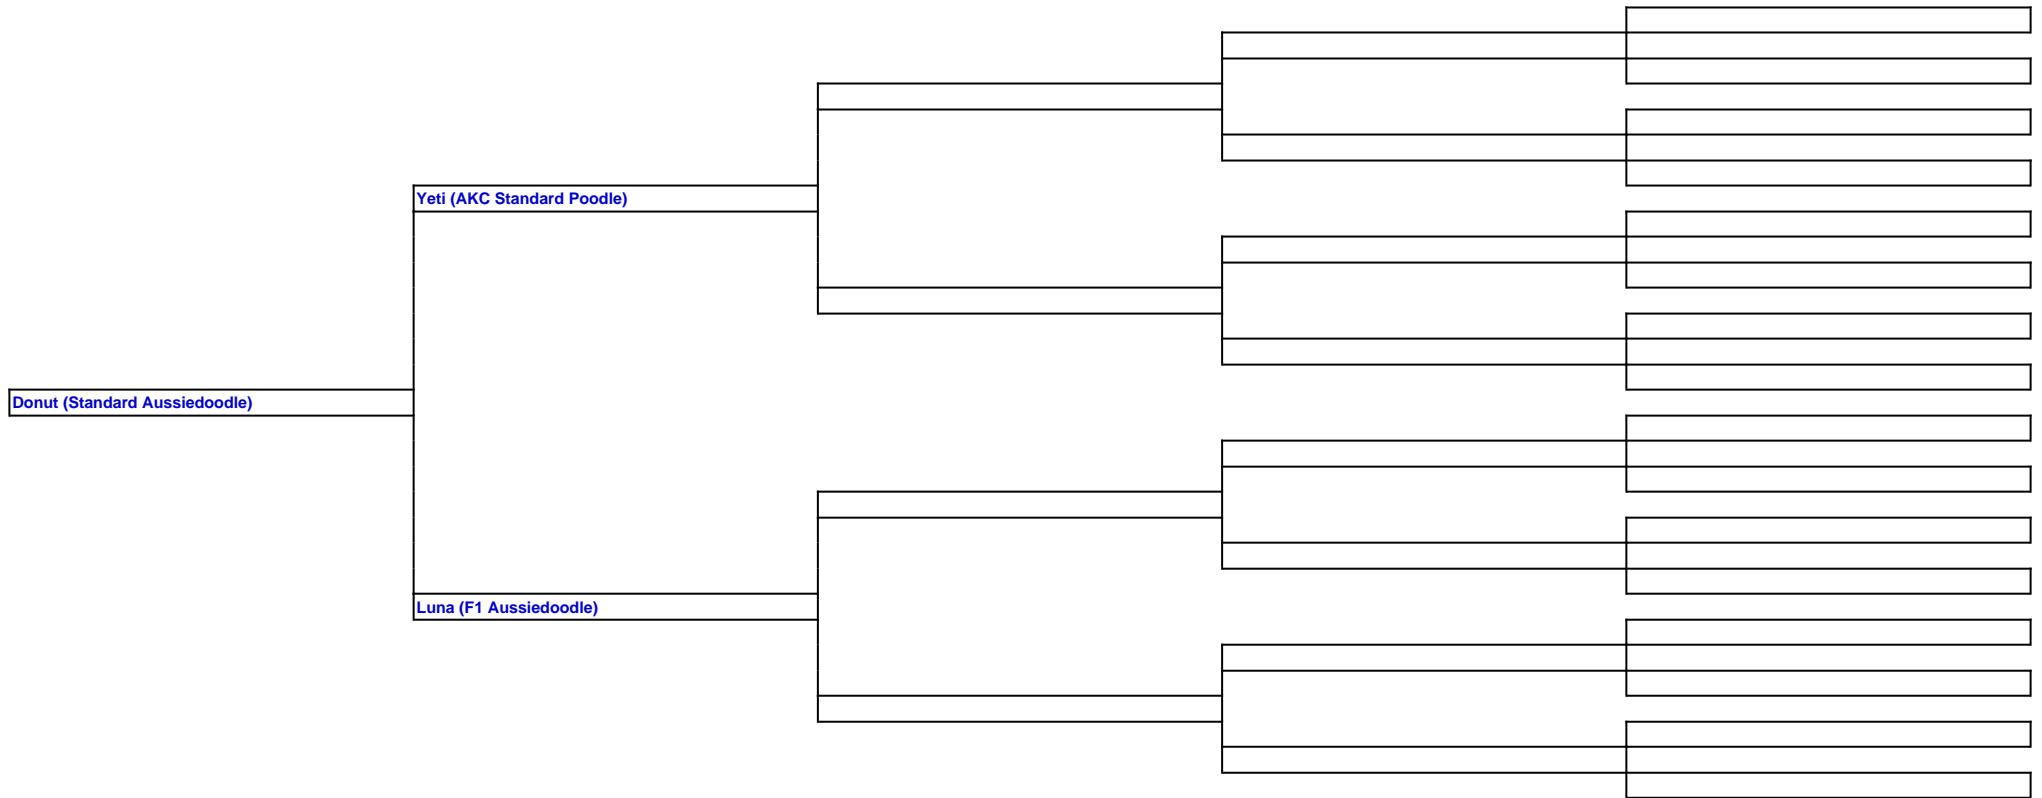 Yeti (AKC Standard Poodle)
Donut (Standard Aussiedoodle)
Luna (F1 Aussiedoodle)